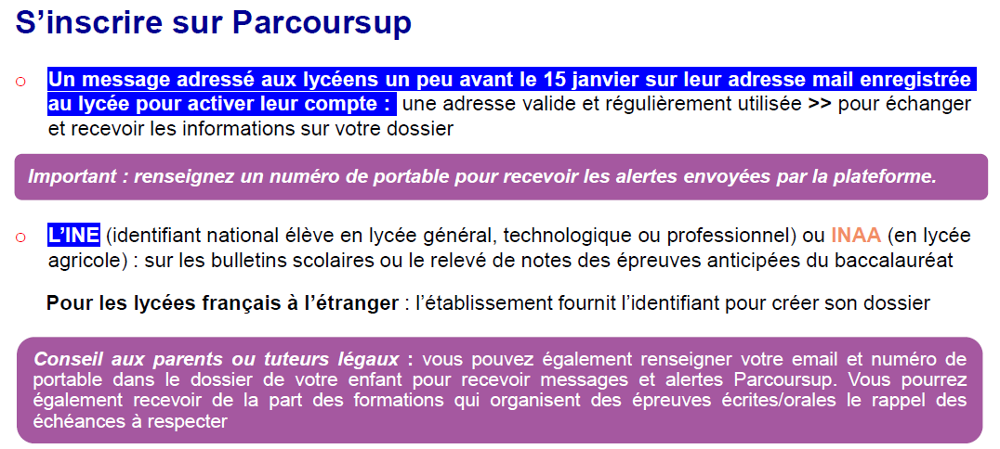 S’inscrire sur Parcoursup
Un message adressé aux lycéens un peu avant le 15 janvier sur leur adresse mail enregistrée
au lycée pour activer leur compte : une adresse valide et régulièrement utilisée >> pour échanger
et recevoir les informations sur votre dossier
Important : renseignez un numéro de portable pour recevoir les alertes envoyées par la plateforme.
L’INE (identifiant national élève en lycée général, technologique ou professionnel) ou INAA (en lycée
agricole) : sur les bulletins scolaires ou le relevé de notes des épreuves anticipées du baccalauréat
Pour les lycées français à l’étranger : l’établissement fournit l’identifiant pour créer son dossier
Conseil aux parents ou tuteurs légaux : vous pouvez également renseigner votre email et numéro de
portable dans le dossier de votre enfant pour recevoir messages et alertes Parcoursup. Vous pourrez
également recevoir de la part des formations qui organisent des épreuves écrites/orales le rappel des
échéances à respecter